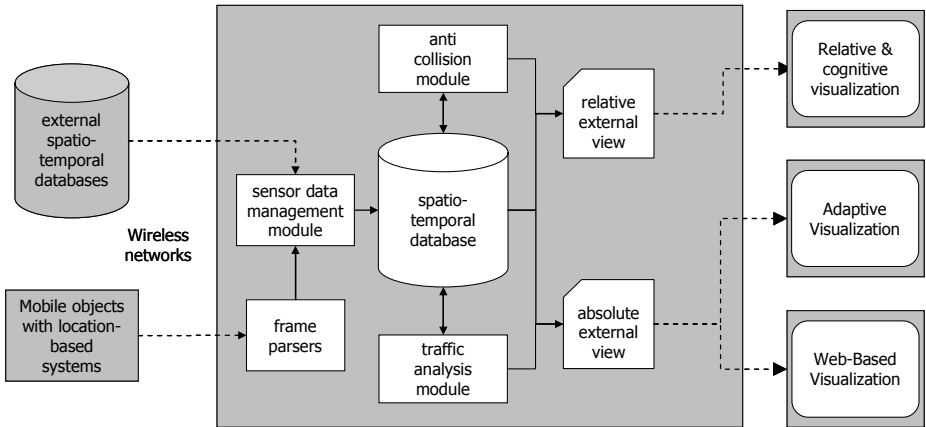 external
spatio-
temporal
databases
Wireless
networks
Mobile objects
with location-
based
systems
anti
collision
module
sensor data
management
module
frame
parsers
spatio-
temporal
database
traffic
analysis
module
relative
external
view
absolute
external
view
Relative &
cognitive
visualization
Adaptive
Visualization
Web-Based
Visualization